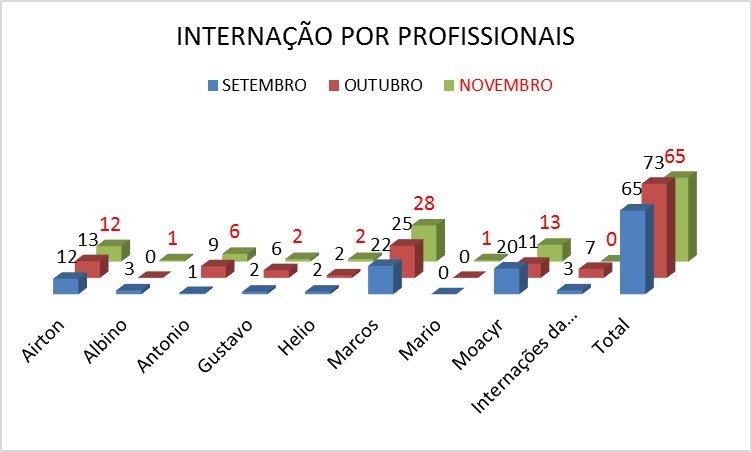 INTERNAÇÃO POR PROFISSIONAIS
SETEMBRO OUTUBRO NOVEMBRO
12 13 12
3 0 1
1 9 6
2 6 2
2 2 2
22 25 28
0 0 1
20 11 13
3 7 0
65 73 65
Airton
Albino
Antonio
Gustavo
Helio
Marcos
Mario
Moacyr
Internações da...
Total